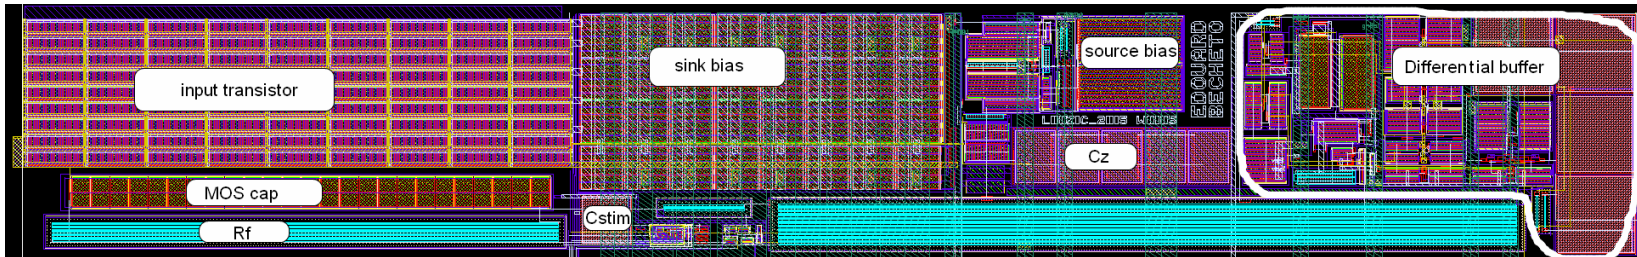 input transistor
sink bias
source bias
EDOUARD
BECHETO
Differential buffer
Cz
MOS cap
Cstim
Rf